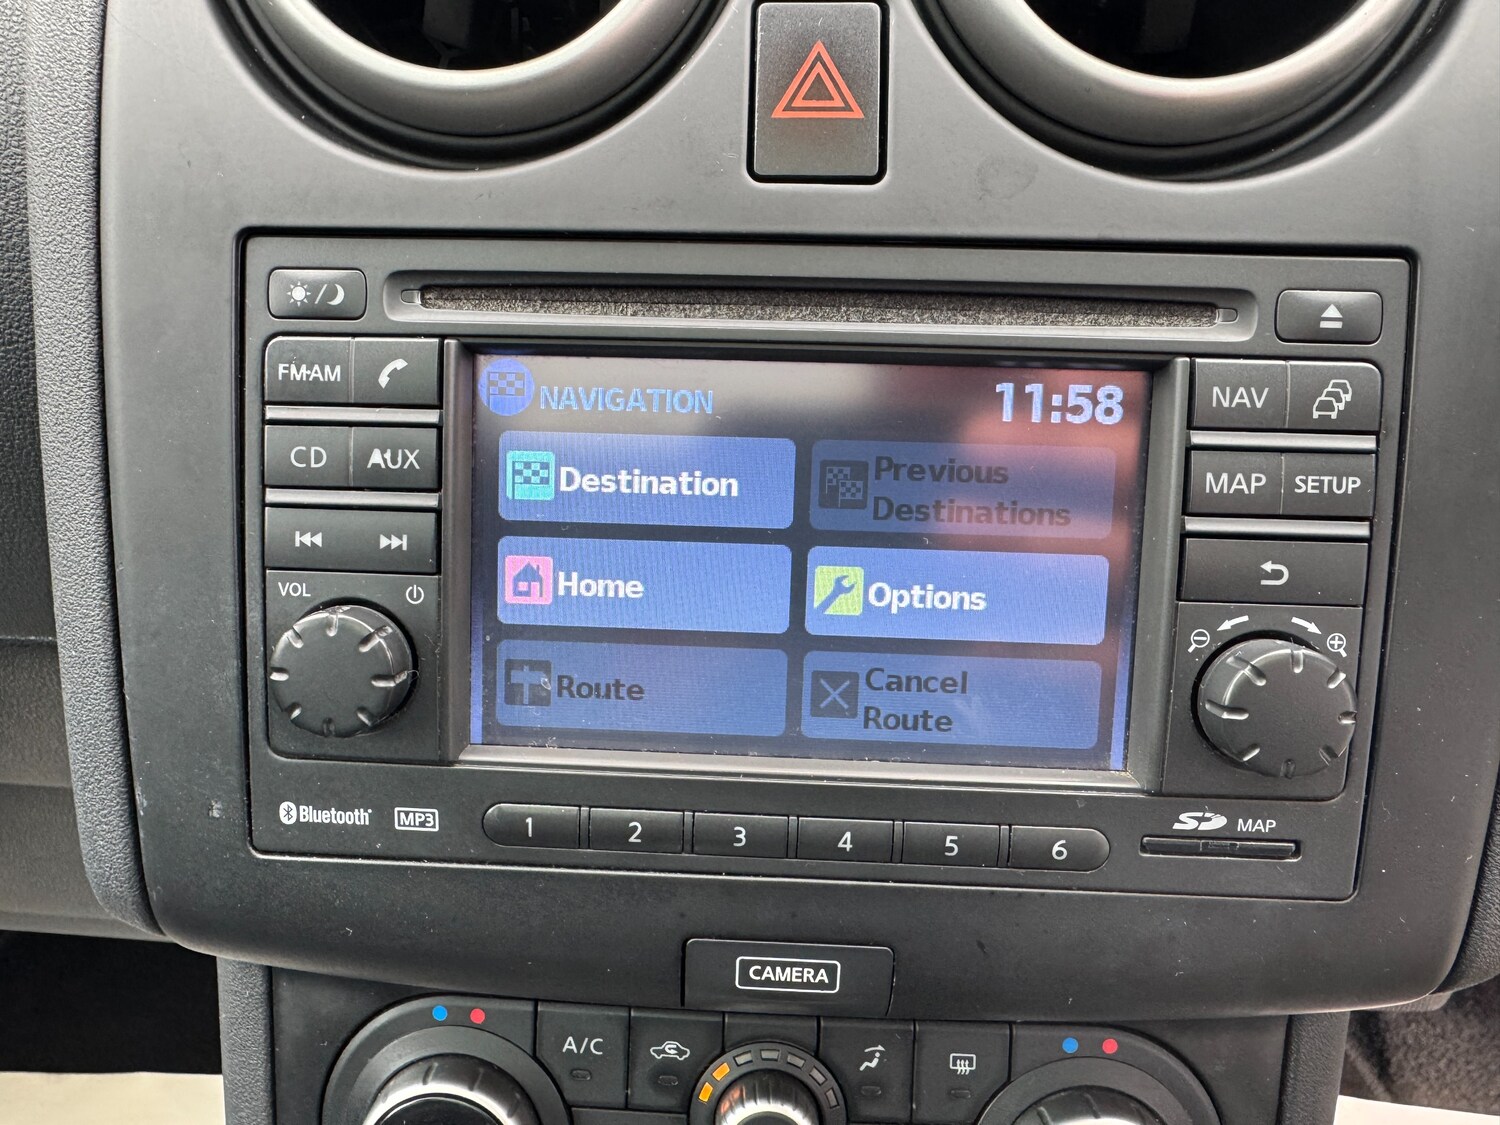 FM·AM
CD
AUX
VOL
NAVIGATION
11:58
Destination
Previous
Destinations
Home
Options
Route
Cancel
Route
NAV
MAP
SETUP
Bluetooth
MP3
1
2
3
4
5
6
SD
MAP
CAMERA
A/C